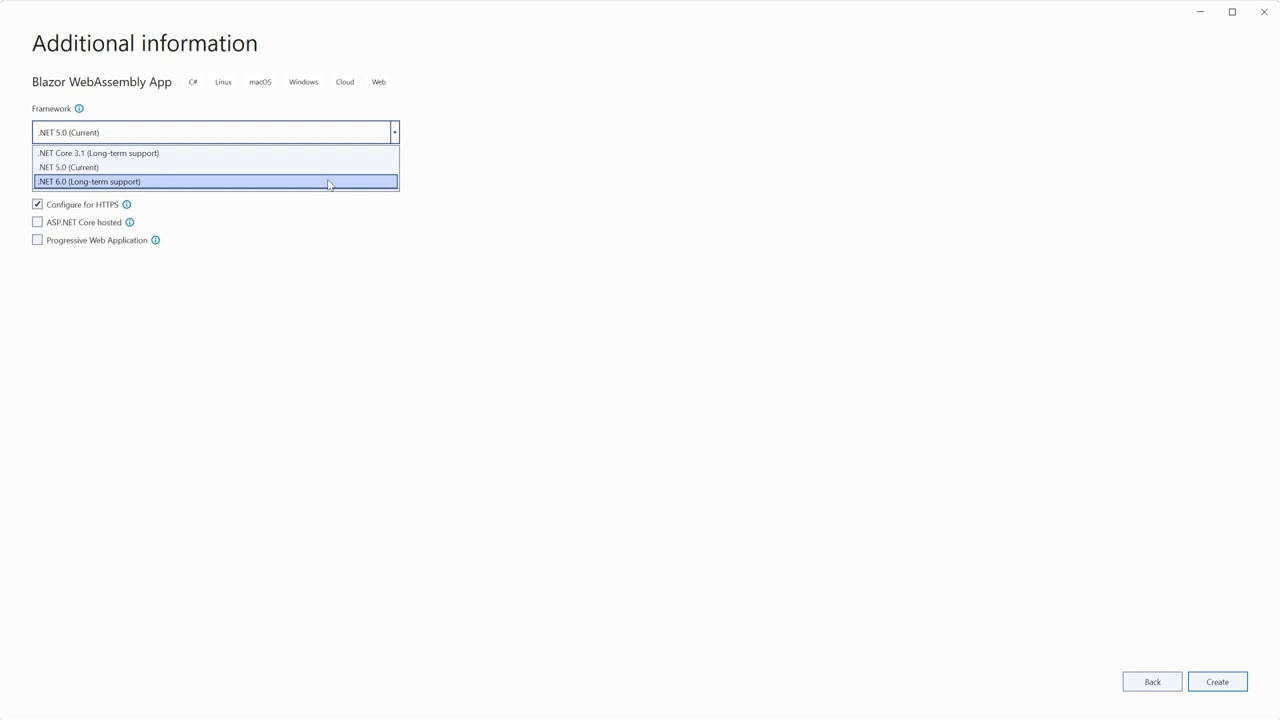 Additional information
Blazor WebAssembly App C# Linux macOS Windows Cloud Web
Framework
.NET 5.0 (Current)
.NET Core 3.1 (Long-term support)
.NET 5.0 (Current)
.NET 6.0 (Long-term support)
Configure for HTTPS
ASP.NET Core hosted
Progressive Web Application
Back Create